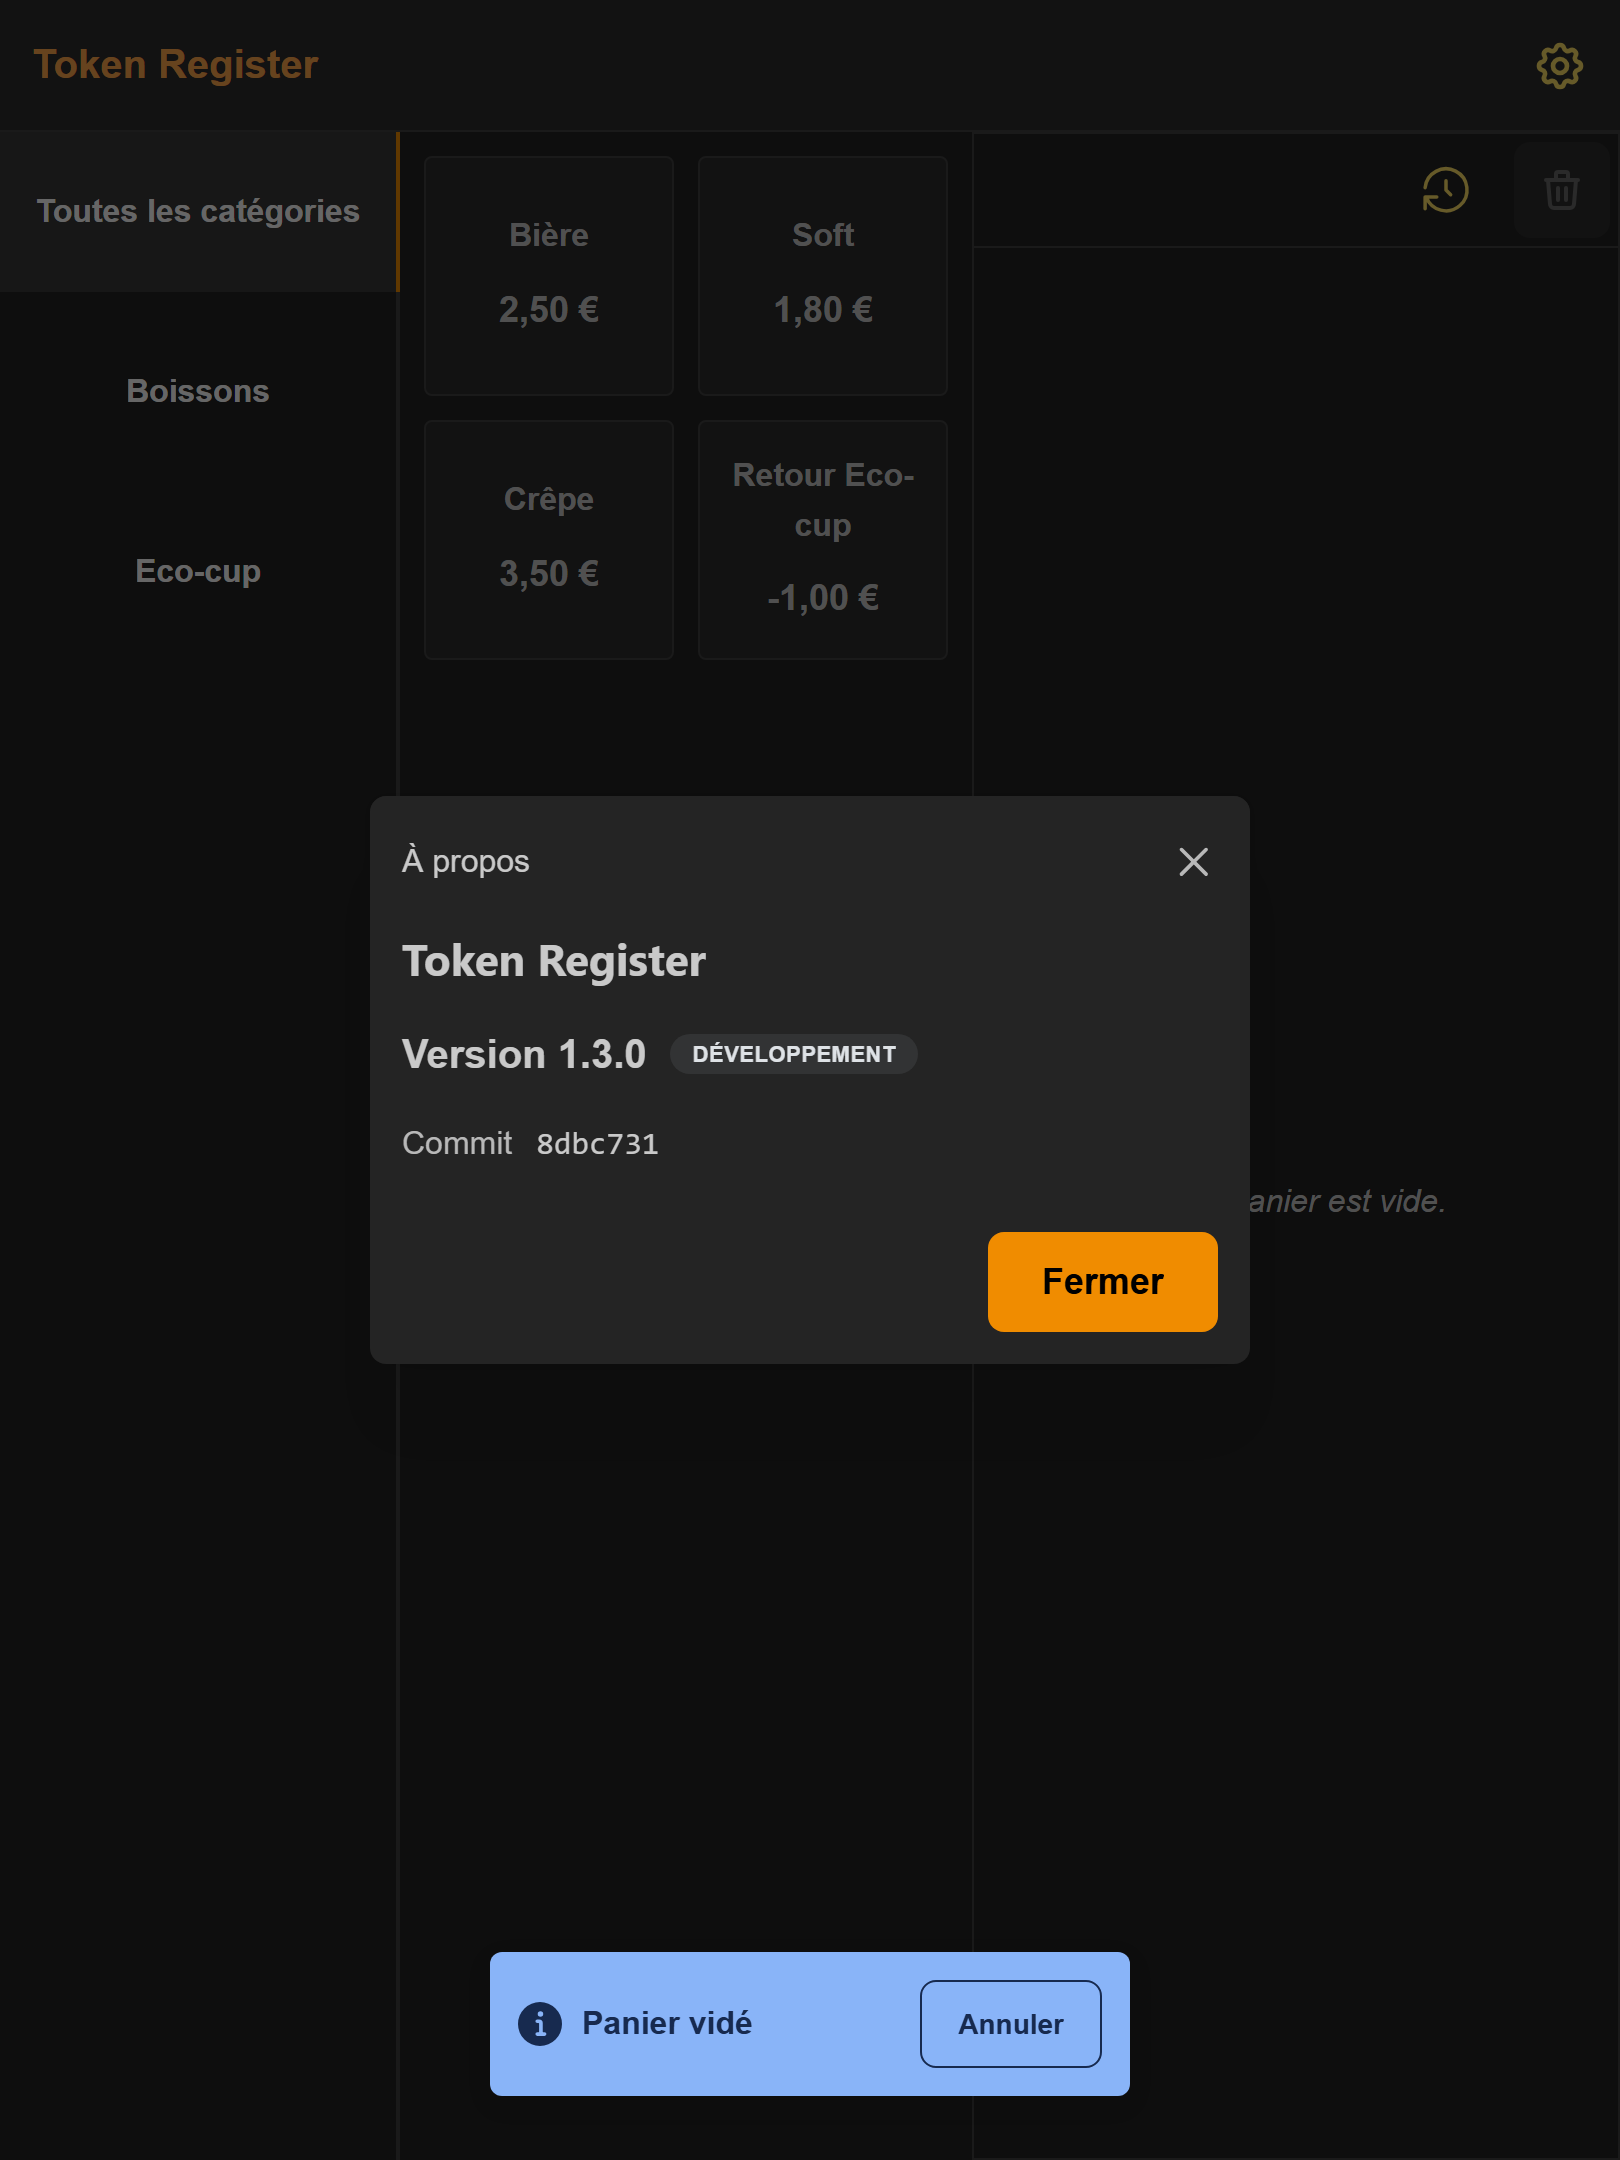 Token Register
Toutes les catégories
Boissons
Eco-cup
Bière
2,50 €
Soft
1,80 €
Crêpe
3,50 €
Retour Eco-
cup
-1,00 €
anier est vide.
À propos
Token Register
Version 1.3.0 DÉVELOPPEMENT
Commit 8dbc731
Fermer
Panier vidé
Annuler